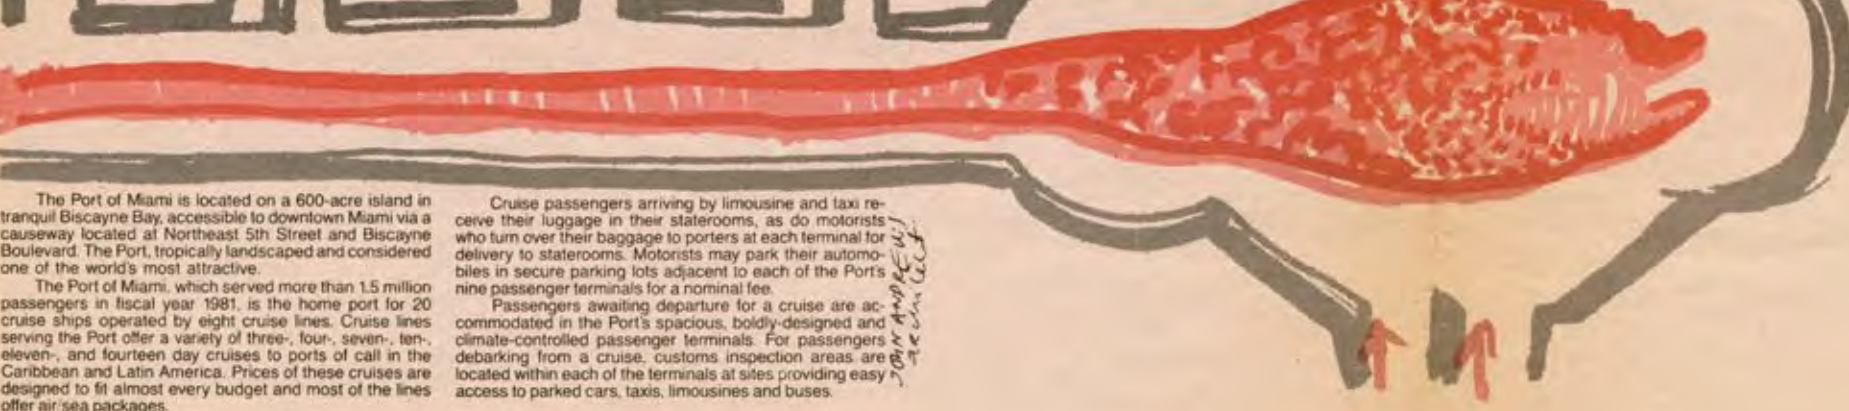 The Port of Miami is located on a 600-acre island in
tranquil Biscayne Bay, accessible to downtown Miami via a
causeway located at Northeast 5th Street and Biscayne
Boulevard. The Port, tropically landscaped and considered
one of the world's most attractive.
The Port of Miami, which served more than 1.5 million
passengers in fiscal year 1981, is the home port for 20
cruise ships operated by eight cruise lines. Cruise lines
serving the Port offer a variety of three-, four-, seven-, ten-,
eleven-, and fourteen day cruises to ports of call in the
Caribbean and Latin America. Prices of these cruises are
designed to fit almost every budget and most of the lines
offer air/sea packages.
Cruise passengers arriving by limousine and taxi re-
ceive their luggage in their staterooms, as do motorists
who turn over their baggage to porters at each terminal for
delivery to staterooms. Motorists may park their automo-
biles in secure parking lots adjacent to each of the Port's
nine passenger terminals for a nominal fee.
Passengers awaiting departure for a cruise are ac-
commodated in the Port's spacious, boldly-designed and
climate-controlled passenger terminals. For passengers
debarking from a cruise, customs inspection areas are
located within each of the terminals at sites providing easy
access to parked cars, taxis, limousines and buses.
JOHN ANDREWS
architect